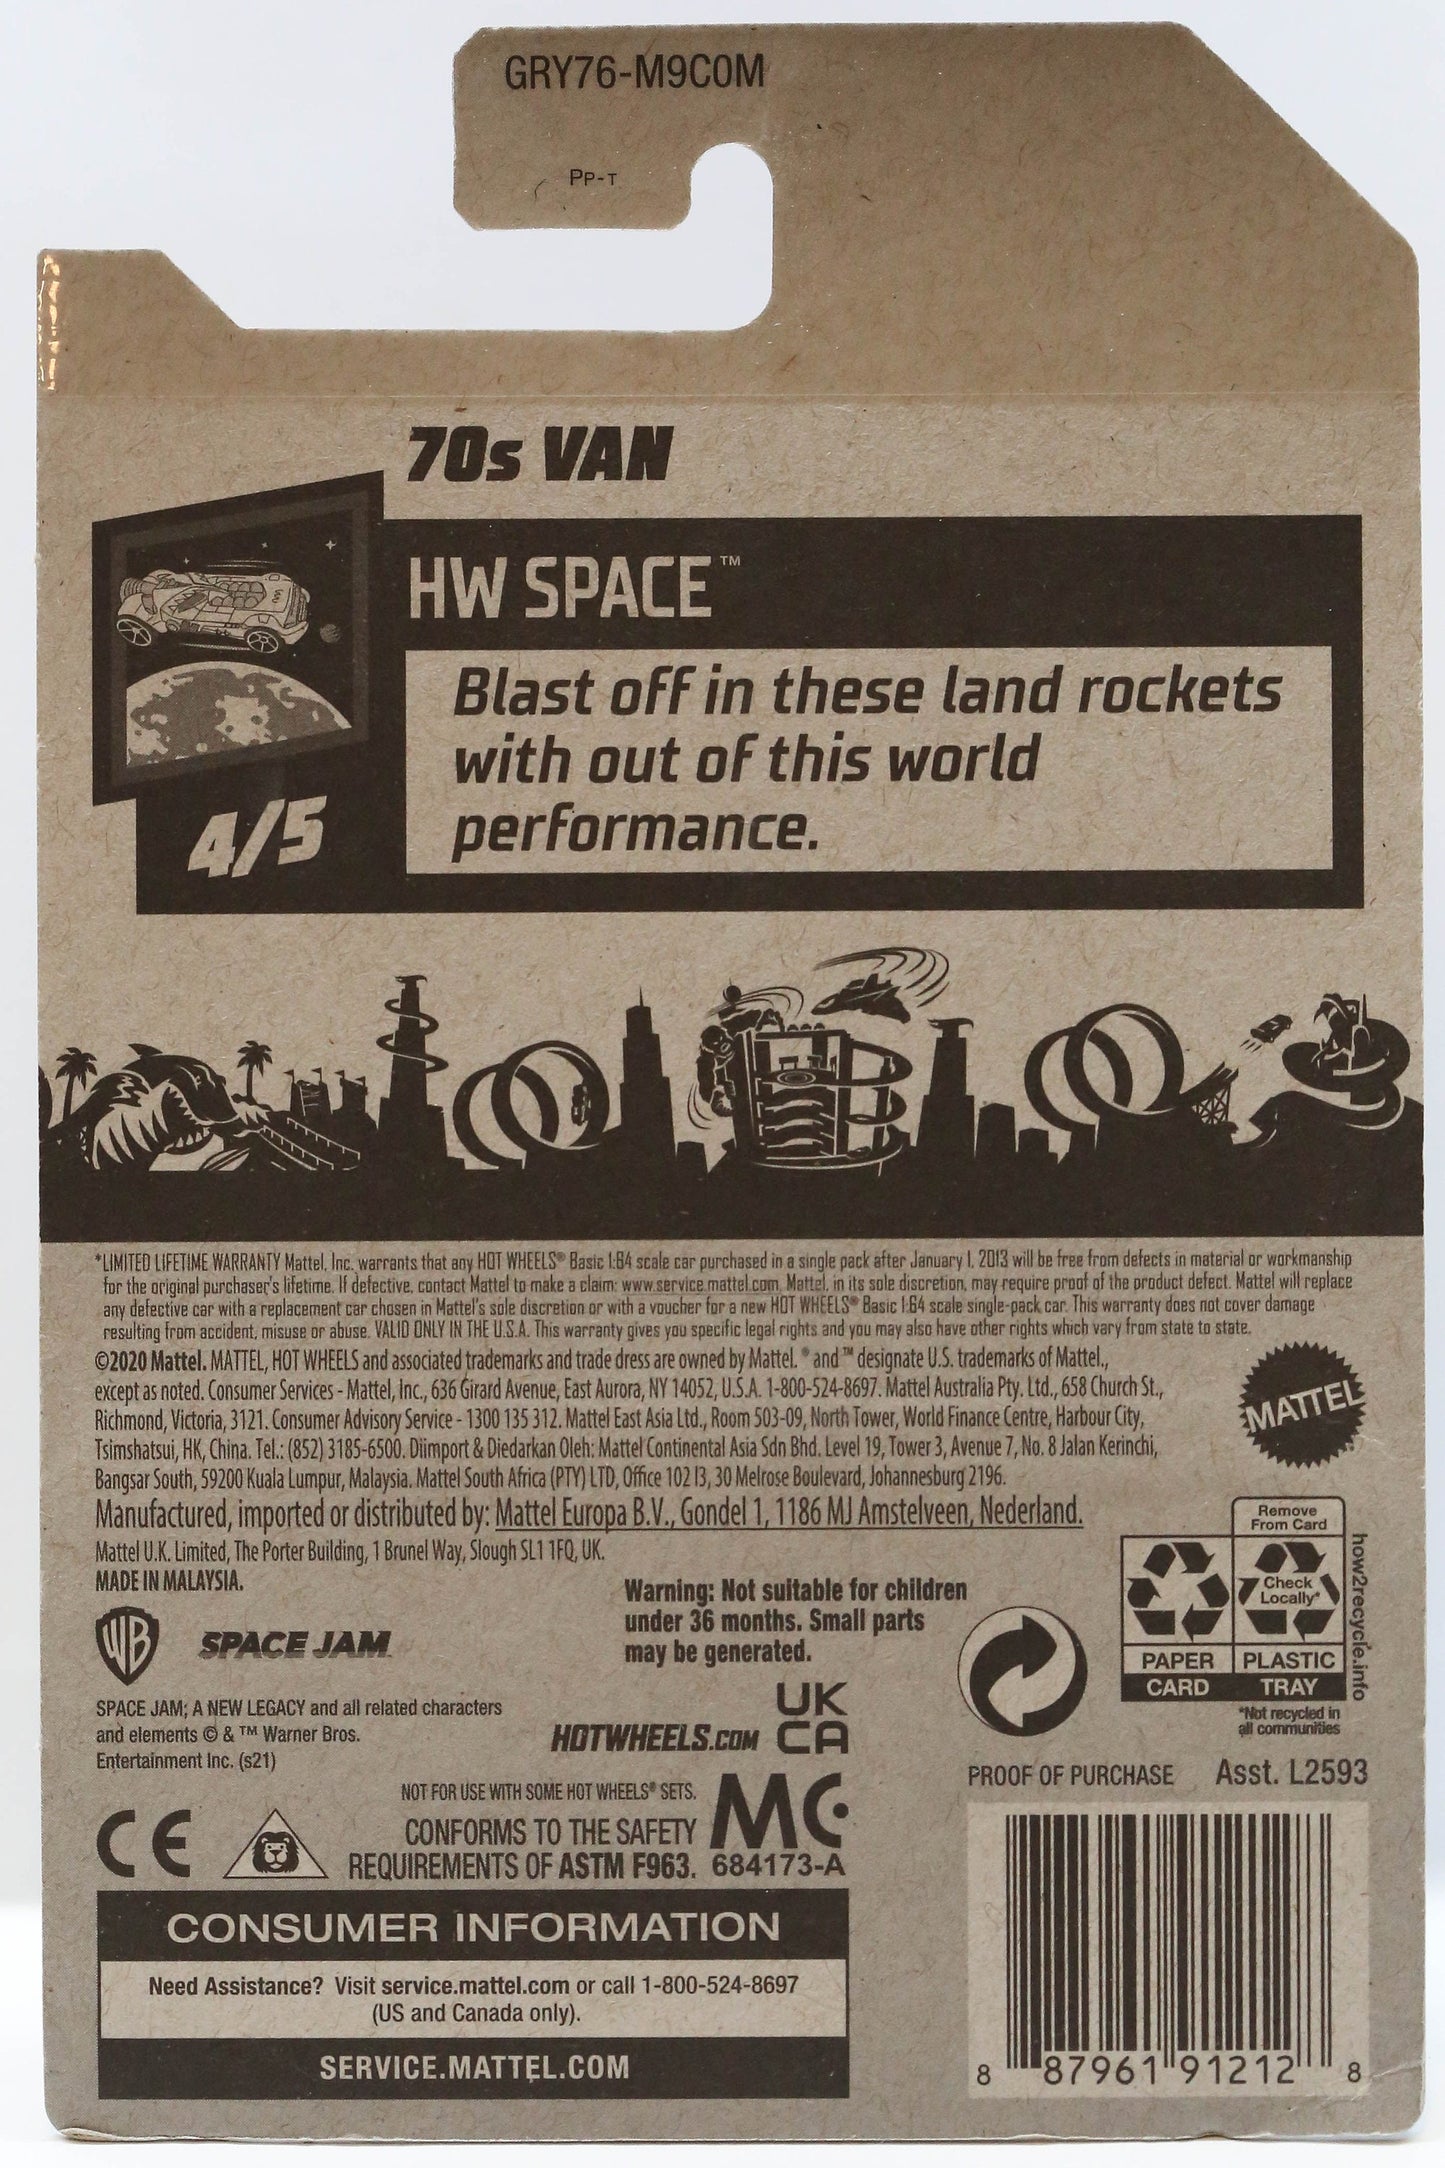 GRY76-M9C0M
PP-T
70s VAN
HW SPACE™
Blast off in these land rockets
with out of this world
performance.
4/5
*LIMITED LIFETIME WARRANTY Mattel, Inc. warrants that any HOT WHEELS® Basic 1:64 scale car purchased in a single pack after January 1, 2013 will be free from defects in material or workmanship
for the original purchaser's lifetime. If defective, contact Mattel to make a claim: www.service.mattel.com. Mattel, in its sole discretion, may require proof of the product defect. Mattel will replace
any defective car with a replacement car chosen in Mattel's sole discretion or with a voucher for a new HOT WHEELS® Basic 1:64 scale single-pack car. This warranty does not cover damage
resulting from accident, misuse or abuse. VALID ONLY IN THE U.S.A. This warranty gives you specific legal rights and you may also have other rights which vary from state to state.
©2020 Mattel. MATTEL, HOT WHEELS and associated trademarks and trade dress are owned by Mattel. ® and ™ designate U.S. trademarks of Mattel.,
except as noted. Consumer Services - Mattel, Inc., 636 Girard Avenue, East Aurora, NY 14052, U.S.A. 1-800-524-8697. Mattel Australia Pty. Ltd., 658 Church St.,
Richmond, Victoria, 3121. Consumer Advisory Service - 1300 135 312. Mattel East Asia Ltd., Room 503-09, North Tower, World Finance Centre, Harbour City,
Tsimshatsui, HK, China. Tel.: (852) 3185-6500. Diimport & Diedarkan Oleh: Mattel Continental Asia Sdn Bhd. Level 19, Tower 3, Avenue 7, No. 8 Jalan Kerinchi,
Bangsar South, 59200 Kuala Lumpur, Malaysia. Mattel South Africa (PTY) LTD, Office 102 I3, 30 Melrose Boulevard, Johannesburg 2196.
MATTEL
Manufactured, imported or distributed by: Mattel Europa B.V., Gondel 1, 1186 MJ Amstelveen, Nederland.
Mattel U.K. Limited, The Porter Building, 1 Brunel Way, Slough SL1 1FQ, UK.
MADE IN MALAYSIA.
Remove
From Card
Check
Locally*
PAPER
PLASTIC
CARD
TRAY
how2recycle.info
*Not recycled in
all communities
Warning: Not suitable for children
under 36 months. Small parts
may be generated.
WB
SPACE JAM
SPACE JAM; A NEW LEGACY and all related characters
and elements © & ™ Warner Bros.
Entertainment Inc. (s21)
HOTWHEELS.COM
UK
CA
PROOF OF PURCHASE
Asst. L2593
NOT FOR USE WITH SOME HOT WHEELS® SETS.
CE
CONFORMS TO THE SAFETY
REQUIREMENTS OF ASTM F963.
MC
684173-A
CONSUMER INFORMATION
Need Assistance? Visit service.mattel.com or call 1-800-524-8697
(US and Canada only).
SERVICE.MATTEL.COM
8 87961 91212 8